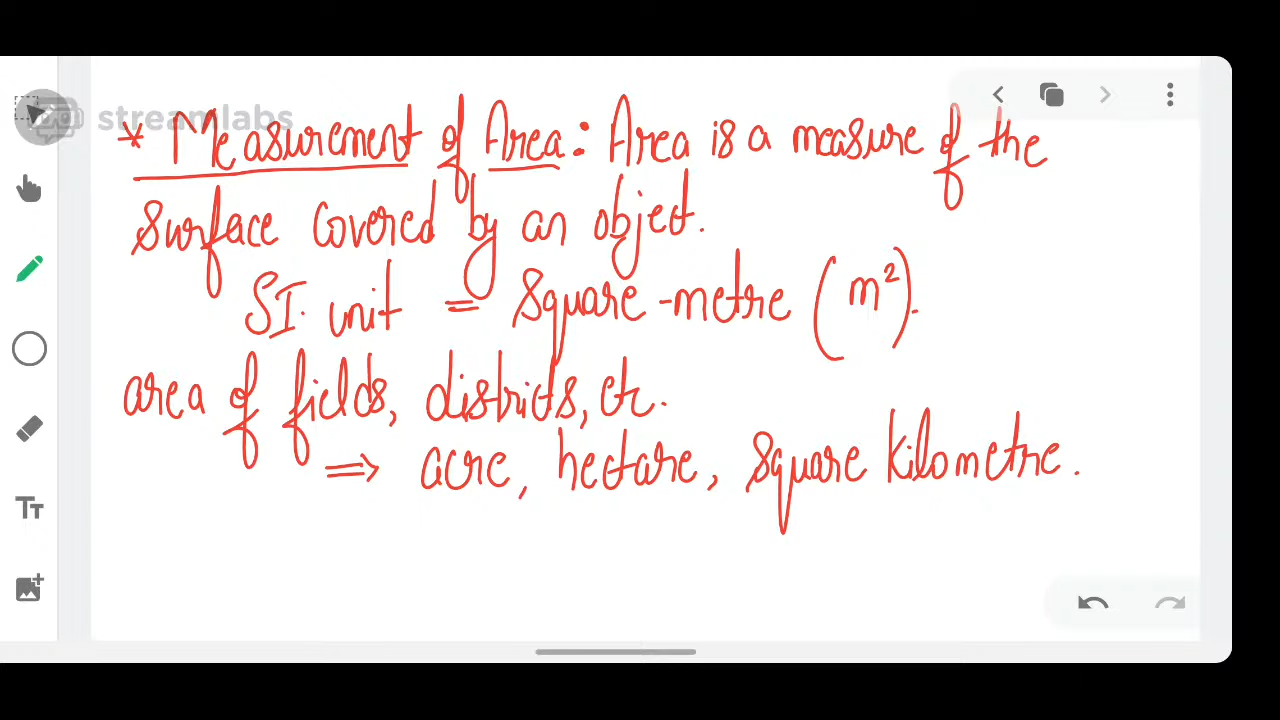 streamlabs
* Measurement of Area: Area is a measure of the
surface covered by an object.
SI. unit = square-metre (m²).
area of fields, districts, etc.
⇒ acre, hectare, square kilometre.
TT